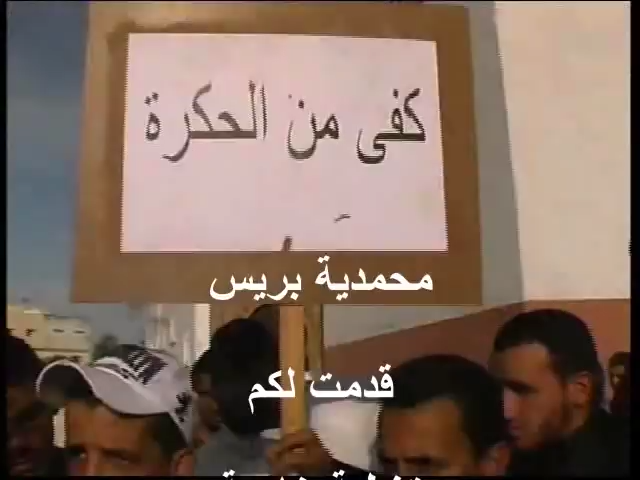 كفى من الحكرة
محمدية بريس
قدمت لكم